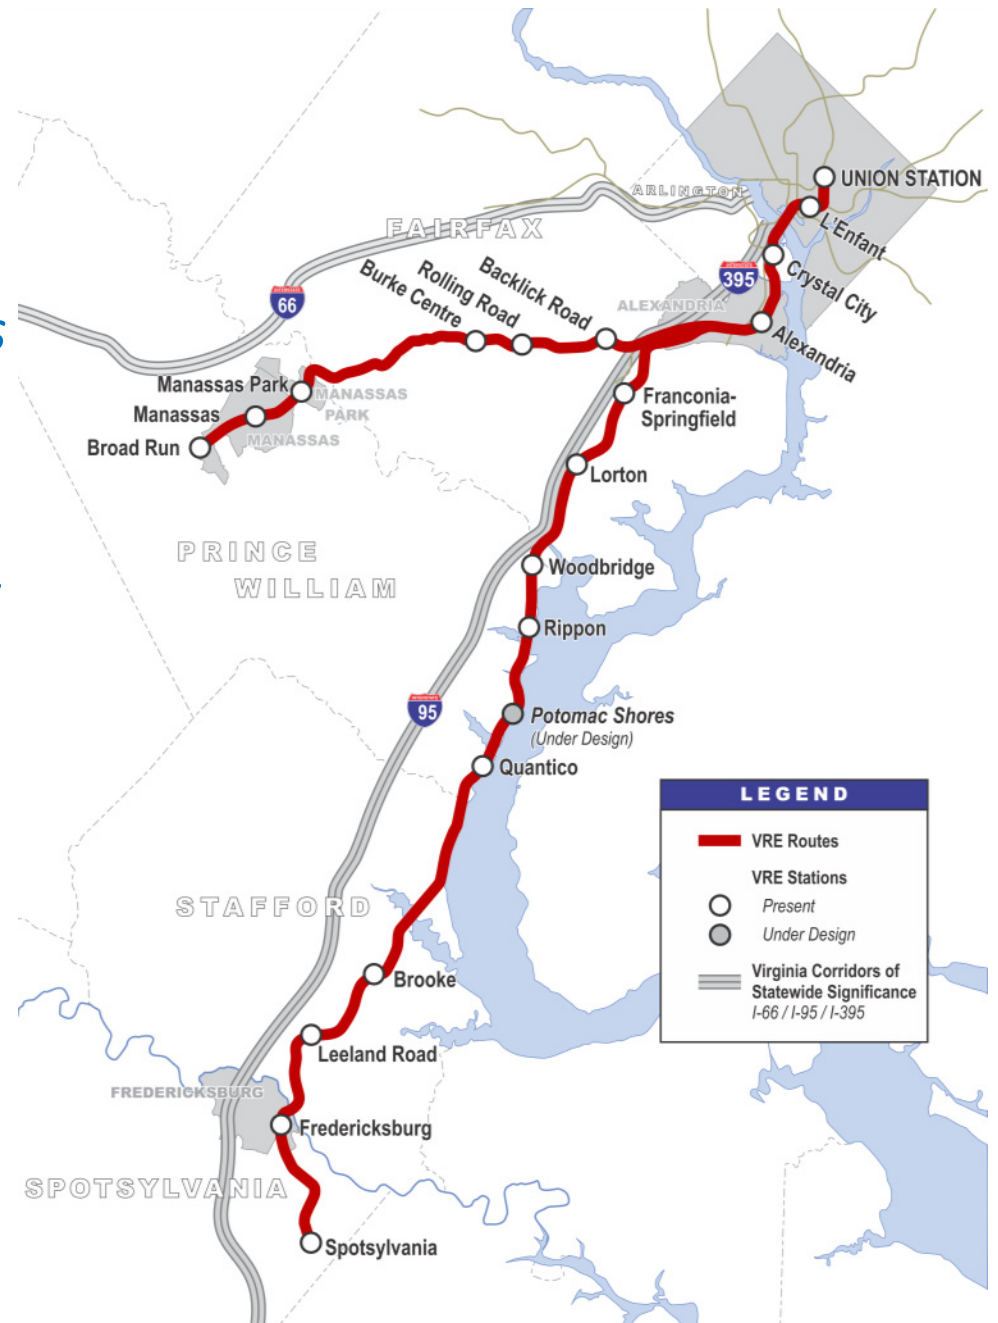 UNION STATION
ARLINGTON
L'Enfant
FAIRFAX
Crystal City
INTERSTATE
395
Backlick Road
Rolling Road
Burke Centre
INTERSTATE
66
ALEXANDRIA
Alexandria
Manassas Park
MANASSAS
PARK
Franconia-
Springfield
Manassas
MANASSAS
Broad Run
Lorton
PRINCE
WILLIAM
Woodbridge
Rippon
INTERSTATE
95
Potomac Shores
(Under Design)
Quantico
LEGEND
VRE Routes
VRE Stations
Present
Under Design
Virginia Corridors of
Statewide Significance
I-66 / I-95 / I-395
STAFFORD
Brooke
Leeland Road
FREDERICKSBURG
Fredericksburg
SPOTSYLVANIA
Spotsylvania